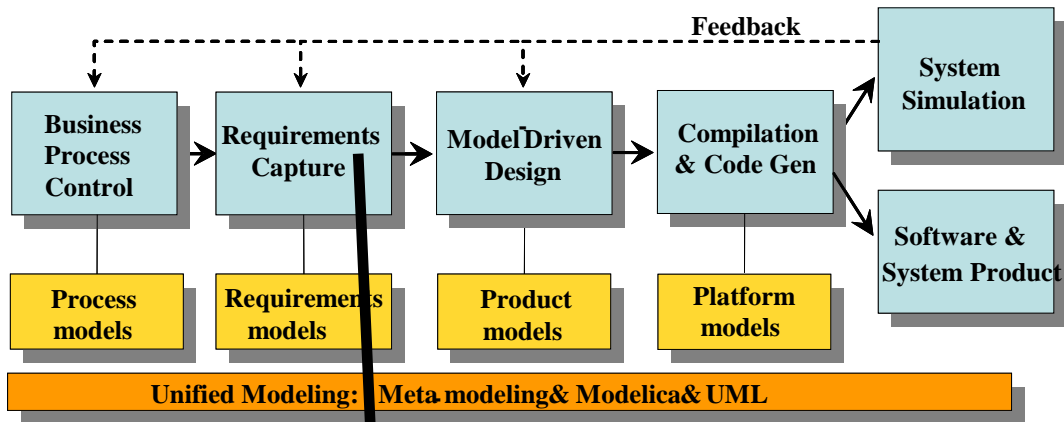 Feedback
System
Simulation
Business
Process
Control
Requirements
Capture
Model-Driven
Design
Compilation
& Code Gen
Software &
System Product
Process
models
Requirements
models
Product
models
Platform
models
Unified Modeling: Meta-modeling& Modelica& UML